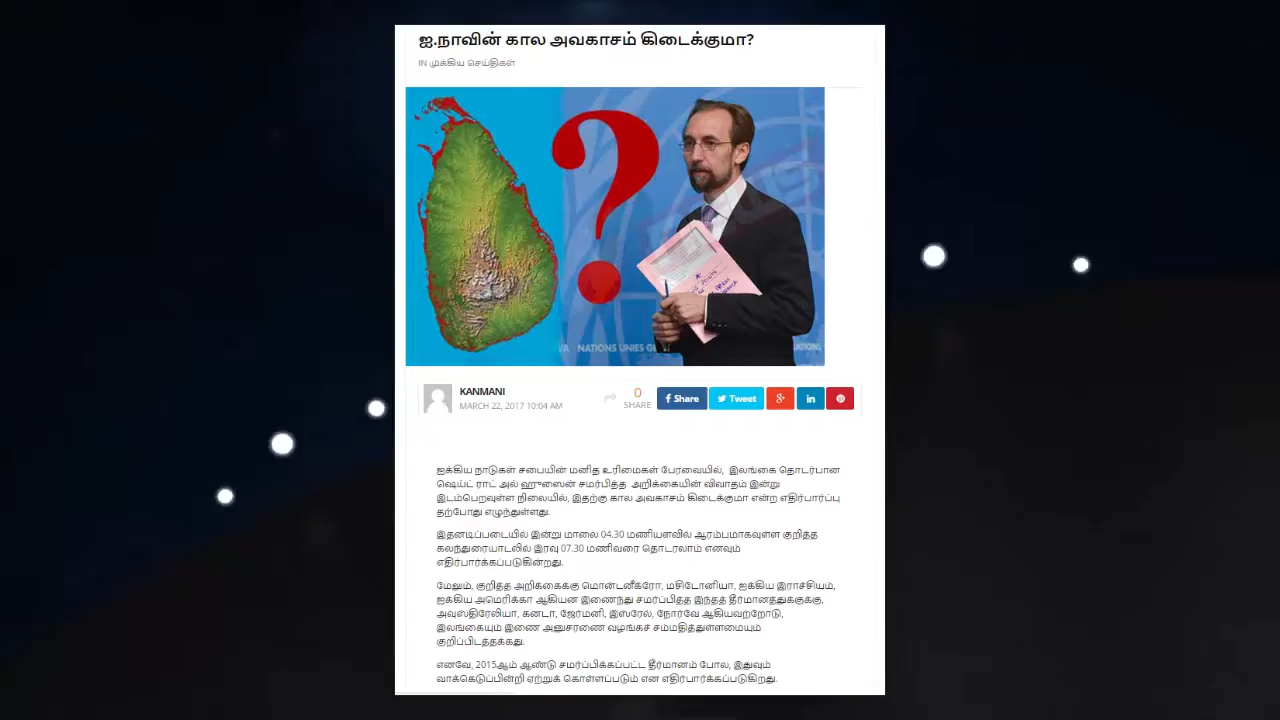 ஐ.நாவின் கால அவகாசம் கிடைக்குமா?
IN முக்கிய செய்திகள்
NATIONS UNIES
KANMANI
MARCH 22, 2017 10:04 AM
0
SHARE
Share
Tweet
ஐக்கிய நாடுகள் சபையின் மனித உரிமைகள் பேரவையில், இலங்கை தொடர்பான
ஷெய்ட் ராட் அல் ஹுஸைன் சமர்பித்த அறிக்கையின் விவாதம் இன்று
இடம்பெறவுள்ள நிலையில், இதற்கு கால அவகாசம் கிடைக்குமா என்ற எதிர்பார்ப்பு
தற்போது எழுந்துள்ளது.
இதனடிப்படையில் இன்று மாலை 04.30 மணியளவில் ஆரம்பமாகவுள்ள குறித்த
கலந்துரையாடலில் இரவு 07.30 மணிவரை தொடரலாம் எனவும்
எதிர்பார்க்கப்படுகின்றது.
மேலும், குறித்த அறிக்கைக்கு மொன்டனீக்ரோ, மசிடோனியா, ஐக்கிய இராச்சியம்,
ஐக்கிய அமெரிக்கா ஆகியன இணைந்து சமர்ப்பித்த இந்தத் தீர்மானத்துக்குக்கு,
அவுஸ்திரேலியா, கனடா, ஜேர்மனி, இஸ்ரேல், நோர்வே ஆகியவற்றோடு,
இலங்கையும் இணை அனுசரணை வழங்கச் சம்மதித்துள்ளமையும்
குறிப்பிடத்தக்கது.
எனவே, 2015ஆம் ஆண்டு சமர்ப்பிக்கப்பட்ட தீர்மானம் போல, இதுவும்
வாக்கெடுப்பின்றி ஏற்றுக் கொள்ளப்படும் என எதிர்பார்க்கப்படுகிறது.